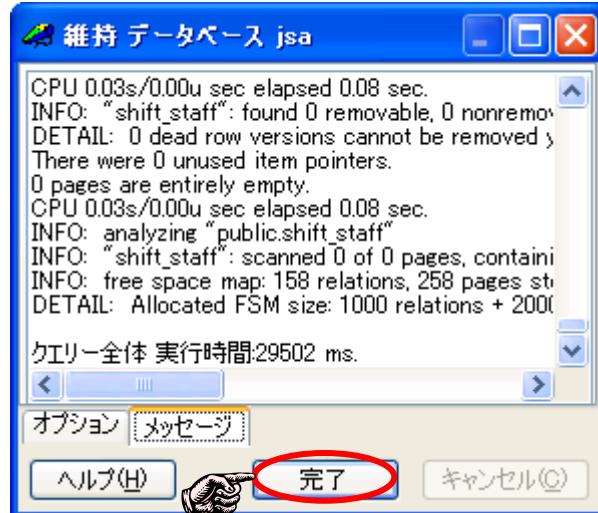 維持 データベース jsa
CPU 0.03s/0.00u sec elapsed 0.08 sec.
INFO: "shift_staff": found 0 removable, 0 nonremov
DETAIL: 0 dead row versions cannot be removed y
There were 0 unused item pointers.
0 pages are entirely empty.
CPU 0.03s/0.00u sec elapsed 0.08 sec.
INFO: analyzing "public.shift_staff"
INFO: "shift_staff": scanned 0 of 0 pages, containi
INFO: free space map: 158 relations, 258 pages st
DETAIL: Allocated FSM size: 1000 relations + 200
クエリー全体 実行時間:29502 ms.
オプション メッセージ
ヘルプ(H) 完了 キャンセル(C)